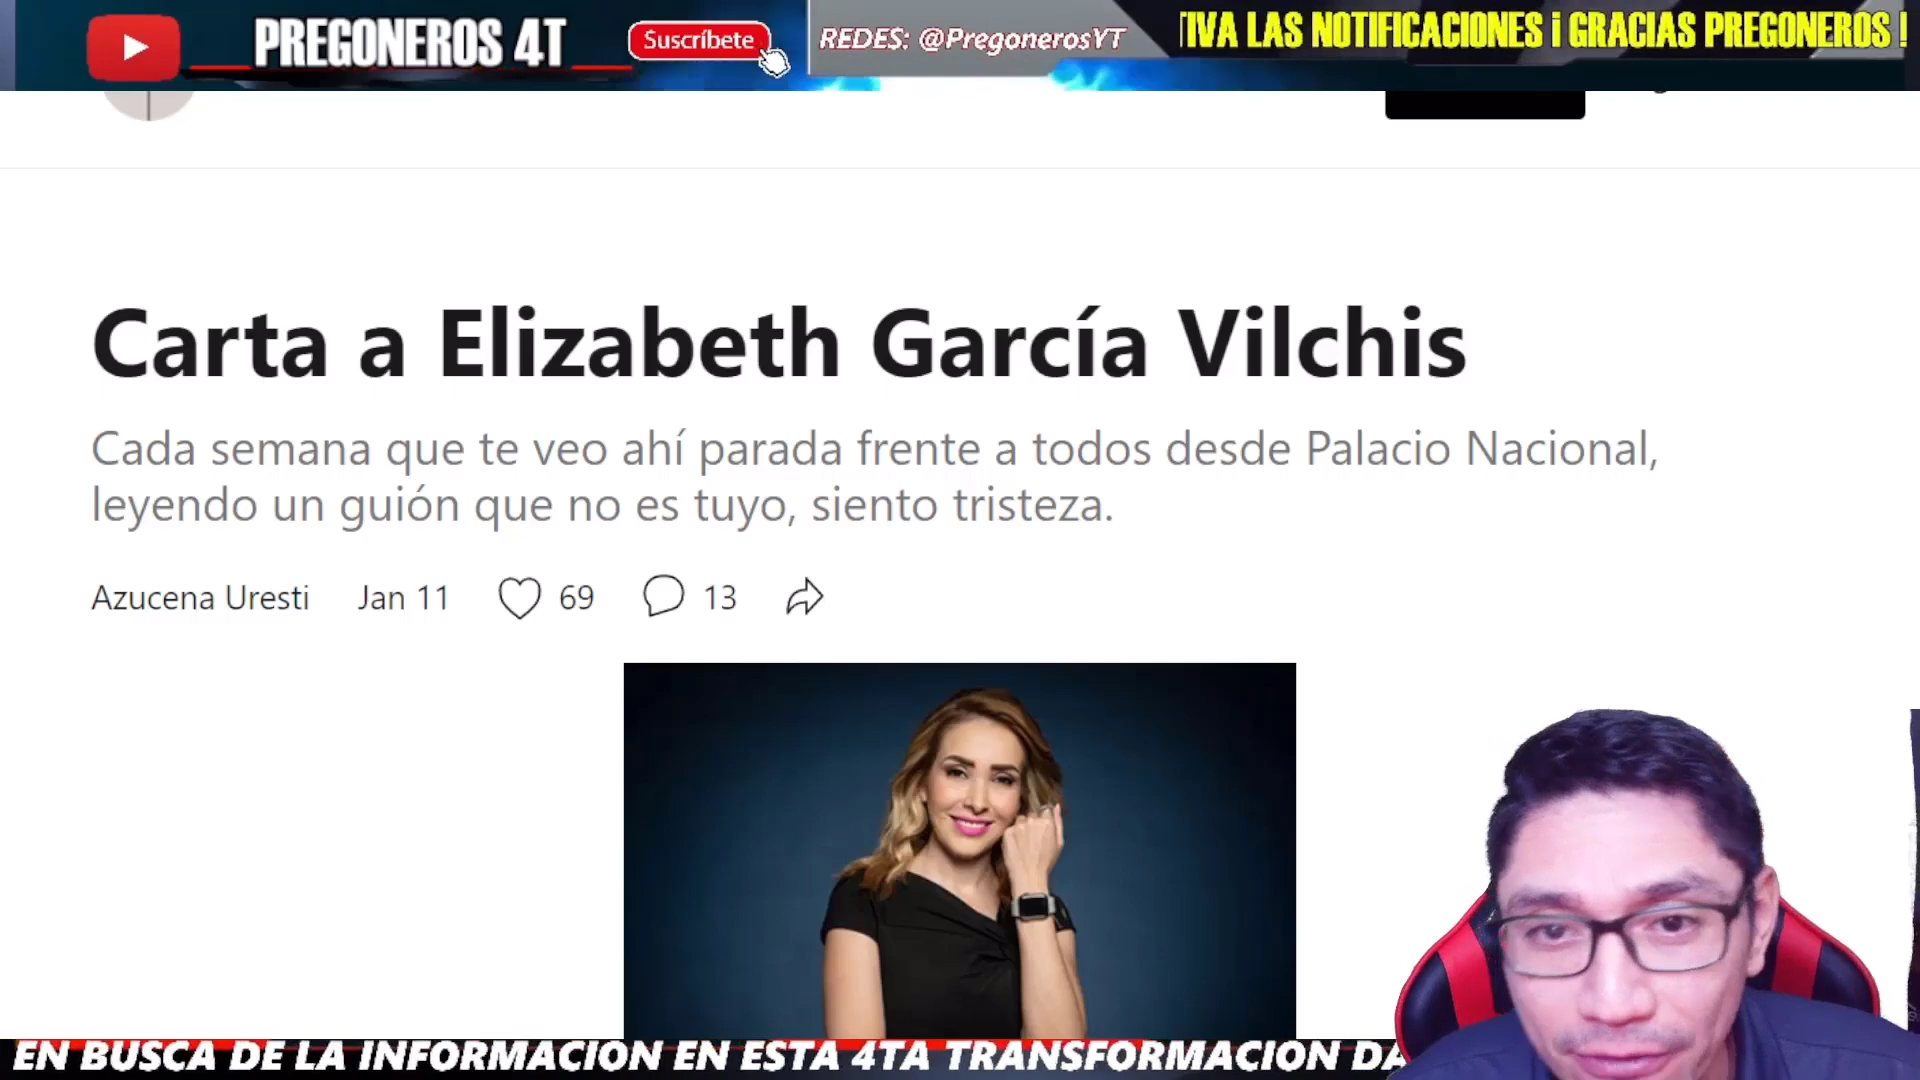 PREGONEROS 4T
Suscríbete
REDES: @PregonerosYT
TIVA LAS NOTIFICACIONES ¡ GRACIAS PREGONEROS !
Carta a Elizabeth García Vilchis
Cada semana que te veo ahí parada frente a todos desde Palacio Nacional,
leyendo un guión que no es tuyo, siento tristeza.
Azucena Uresti Jan 11 69 13
EN BUSCA DE LA INFORMACION EN ESTA 4TA TRANSFORMACION DA